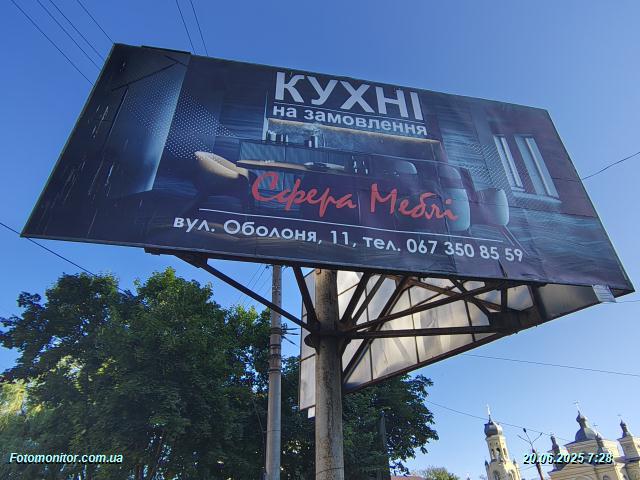 КУХНІ
на замовлення
Сфера Меблі
вул. Оболоня, 11, тел. 067 350 85 59
Fotomonitor.com.ua
20.06.2025 7:28